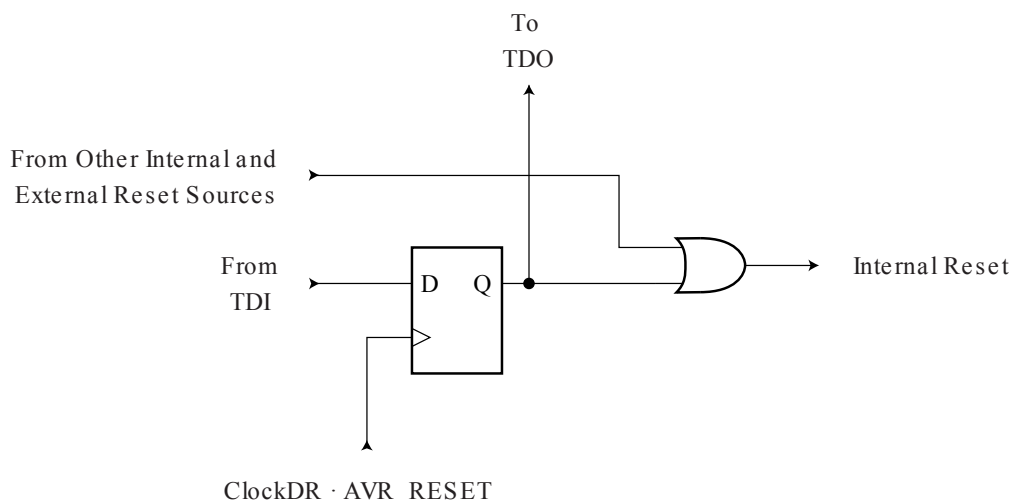 To
TDO
From Other Internal and
External Reset Sources
From
TDI
D
Q
Internal Reset
ClockDR · AVR_RESET